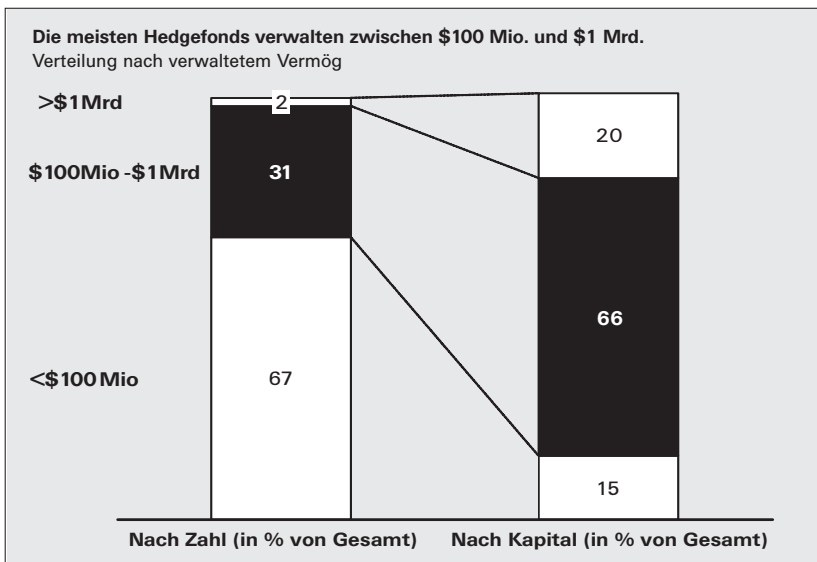 Die meisten Hedgefonds verwalten zwischen $100 Mio. und $1 Mrd.
Verteilung nach verwaltetem Vermög
>$1Mrd
2
20
$100Mio -$1Mrd
31
66
<$100 Mio
67
15
Nach Zahl (in % von Gesamt)
Nach Kapital (in % von Gesamt)